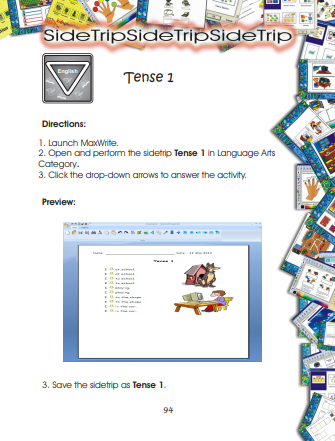 SideTripSideTripSideTrip
English
Tense 1
Directions:
1. Launch MaxWrite.
2. Open and perform the sidetrip Tense 1 in Language Arts
Category.
3. Click the drop-down arrows to answer the activity.
Preview:
Name: Date:
Tense 1
3. Save the sidetrip as Tense 1.
94